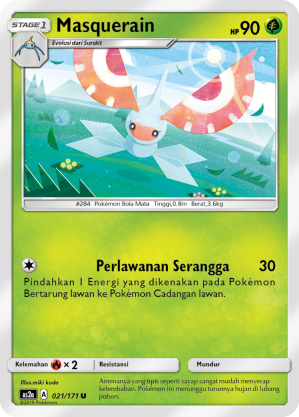 STAGE 1
Masquerain
HP 90
Evolusi dari Surskit
#284 Pokémon Bola Mata Tinggi,0.8m Berat,3.6kg
Perlawanan Serangga 30
Pindahkan 1 Energi yang dikenakan pada Pokémon
Bertarung lawan ke Pokémon Cadangan lawan.
Kelemahan × 2 Resistansi Mundur
Illus.miki kudo
AS2a A 021/171 U
©2019 Pokémon
Antenanya yang tipis seperti sayap sangat mudah menyerap
kelembaban. Pokémon ini menunggu turunnya hujan di lubang
pohon.